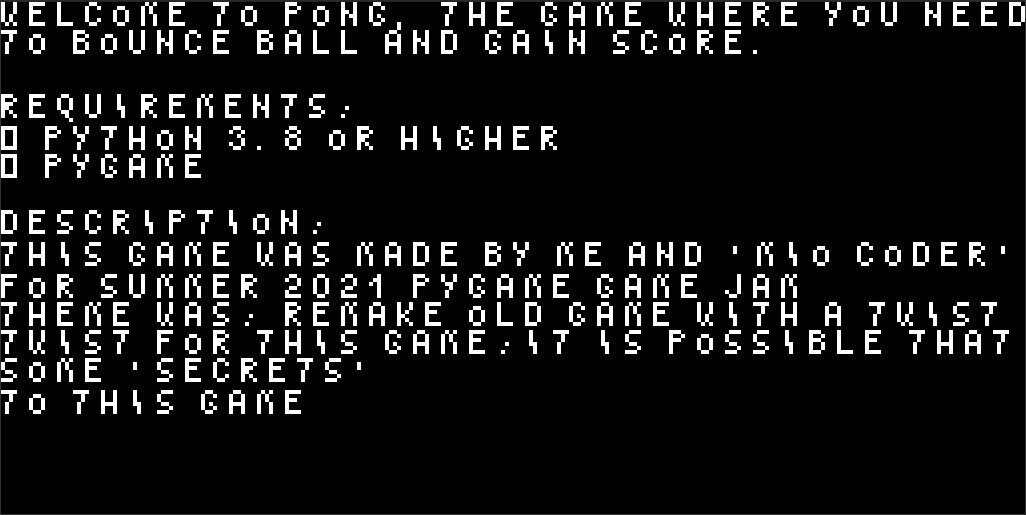 WELCOME TO PONG, THE GAME WHERE YOU NEED
TO BOUNCE BALL AND GAIN SCORE.
REQUIREMENTS:
▯ PYTHON 3.8 OR HIGHER
▯ PYGAME
DESCRIPTION:
THIS GAME WAS MADE BY ME AND 'MIO CODER'
FOR SUMMER 2021 PYGAME GAME JAM
THEME WAS: REMAKE OLD GAME WITH A TWIST
TWIST FOR THIS GAME:IT IS POSSIBLE THAT
SOME 'SECRETS'
TO THIS GAME